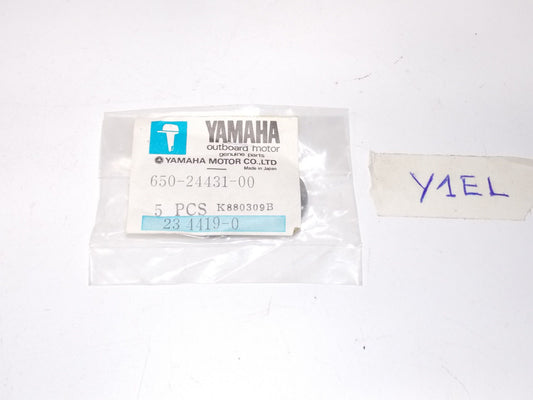 YAMAHA
outboard motor
genuine parts
YAMAHA MOTOR CO.,LTD
Made in Japan
650-24431-00
5 PCS K880309B
23 4419-0
Y1EL